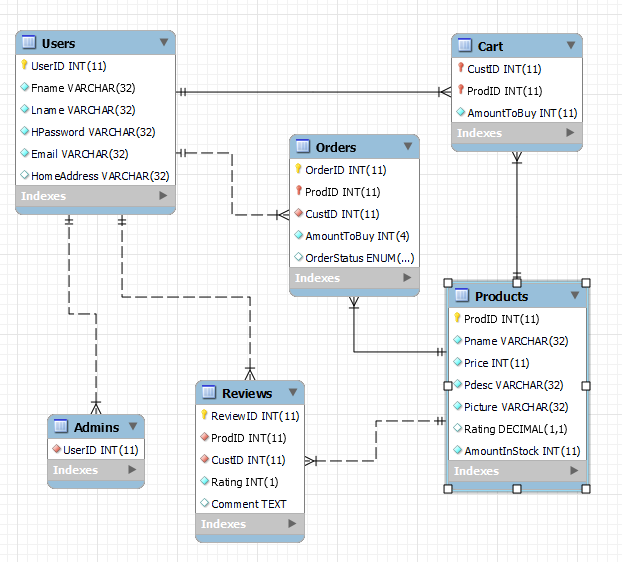 Users
UserID INT(11)
Fname VARCHAR(32)
Lname VARCHAR(32)
HPassword VARCHAR(32)
Email VARCHAR(32)
HomeAddress VARCHAR(32)
Indexes
Cart
CustID INT(11)
ProdID INT(11)
AmountToBuy INT(11)
Indexes
Orders
OrderID INT(11)
ProdID INT(11)
CustID INT(11)
AmountToBuy INT(4)
OrderStatus ENUM(...)
Indexes
Products
ProdID INT(11)
Pname VARCHAR(32)
Price INT(11)
Pdesc VARCHAR(32)
Picture VARCHAR(32)
Rating DECIMAL(1,1)
AmountInStock INT(11)
Indexes
Reviews
ReviewID INT(11)
ProdID INT(11)
CustID INT(11)
Rating INT(1)
Comment TEXT
Indexes
Admins
UserID INT(11)
Indexes